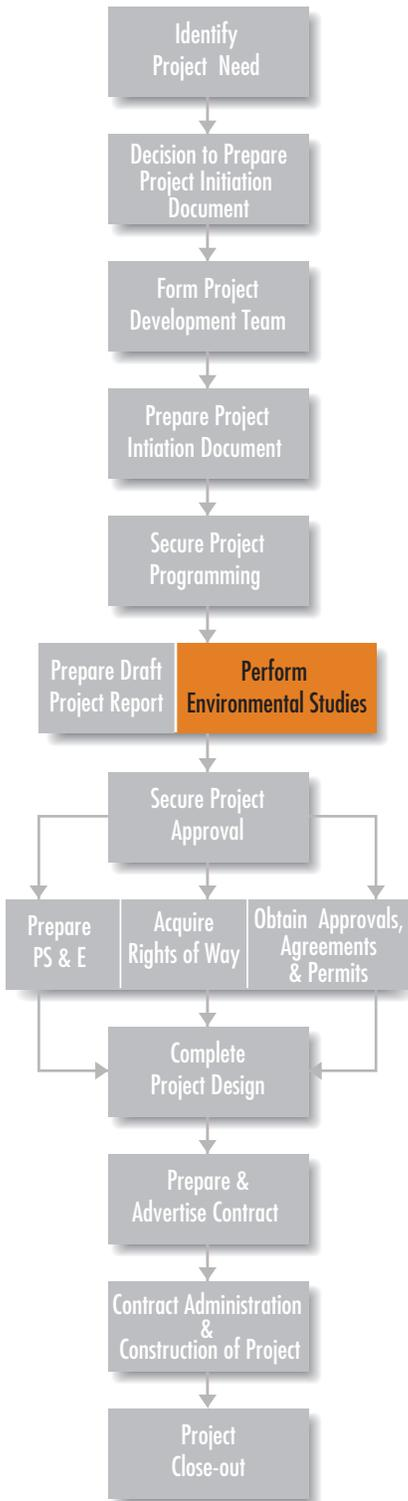 Identify
Project Need
Decision to Prepare
Project Initiation
Document
Form Project
Development Team
Prepare Project
Intiation Document
Secure Project
Programming
Prepare Draft
Project Report
Perform
Environmental Studies
Secure Project
Approval
Prepare
PS & E
Acquire
Rights of Way
Obtain Approvals,
Agreements
& Permits
Complete
Project Design
Prepare &
Advertise Contract
Contract Administration
&
Construction of Project
Project
Close-out